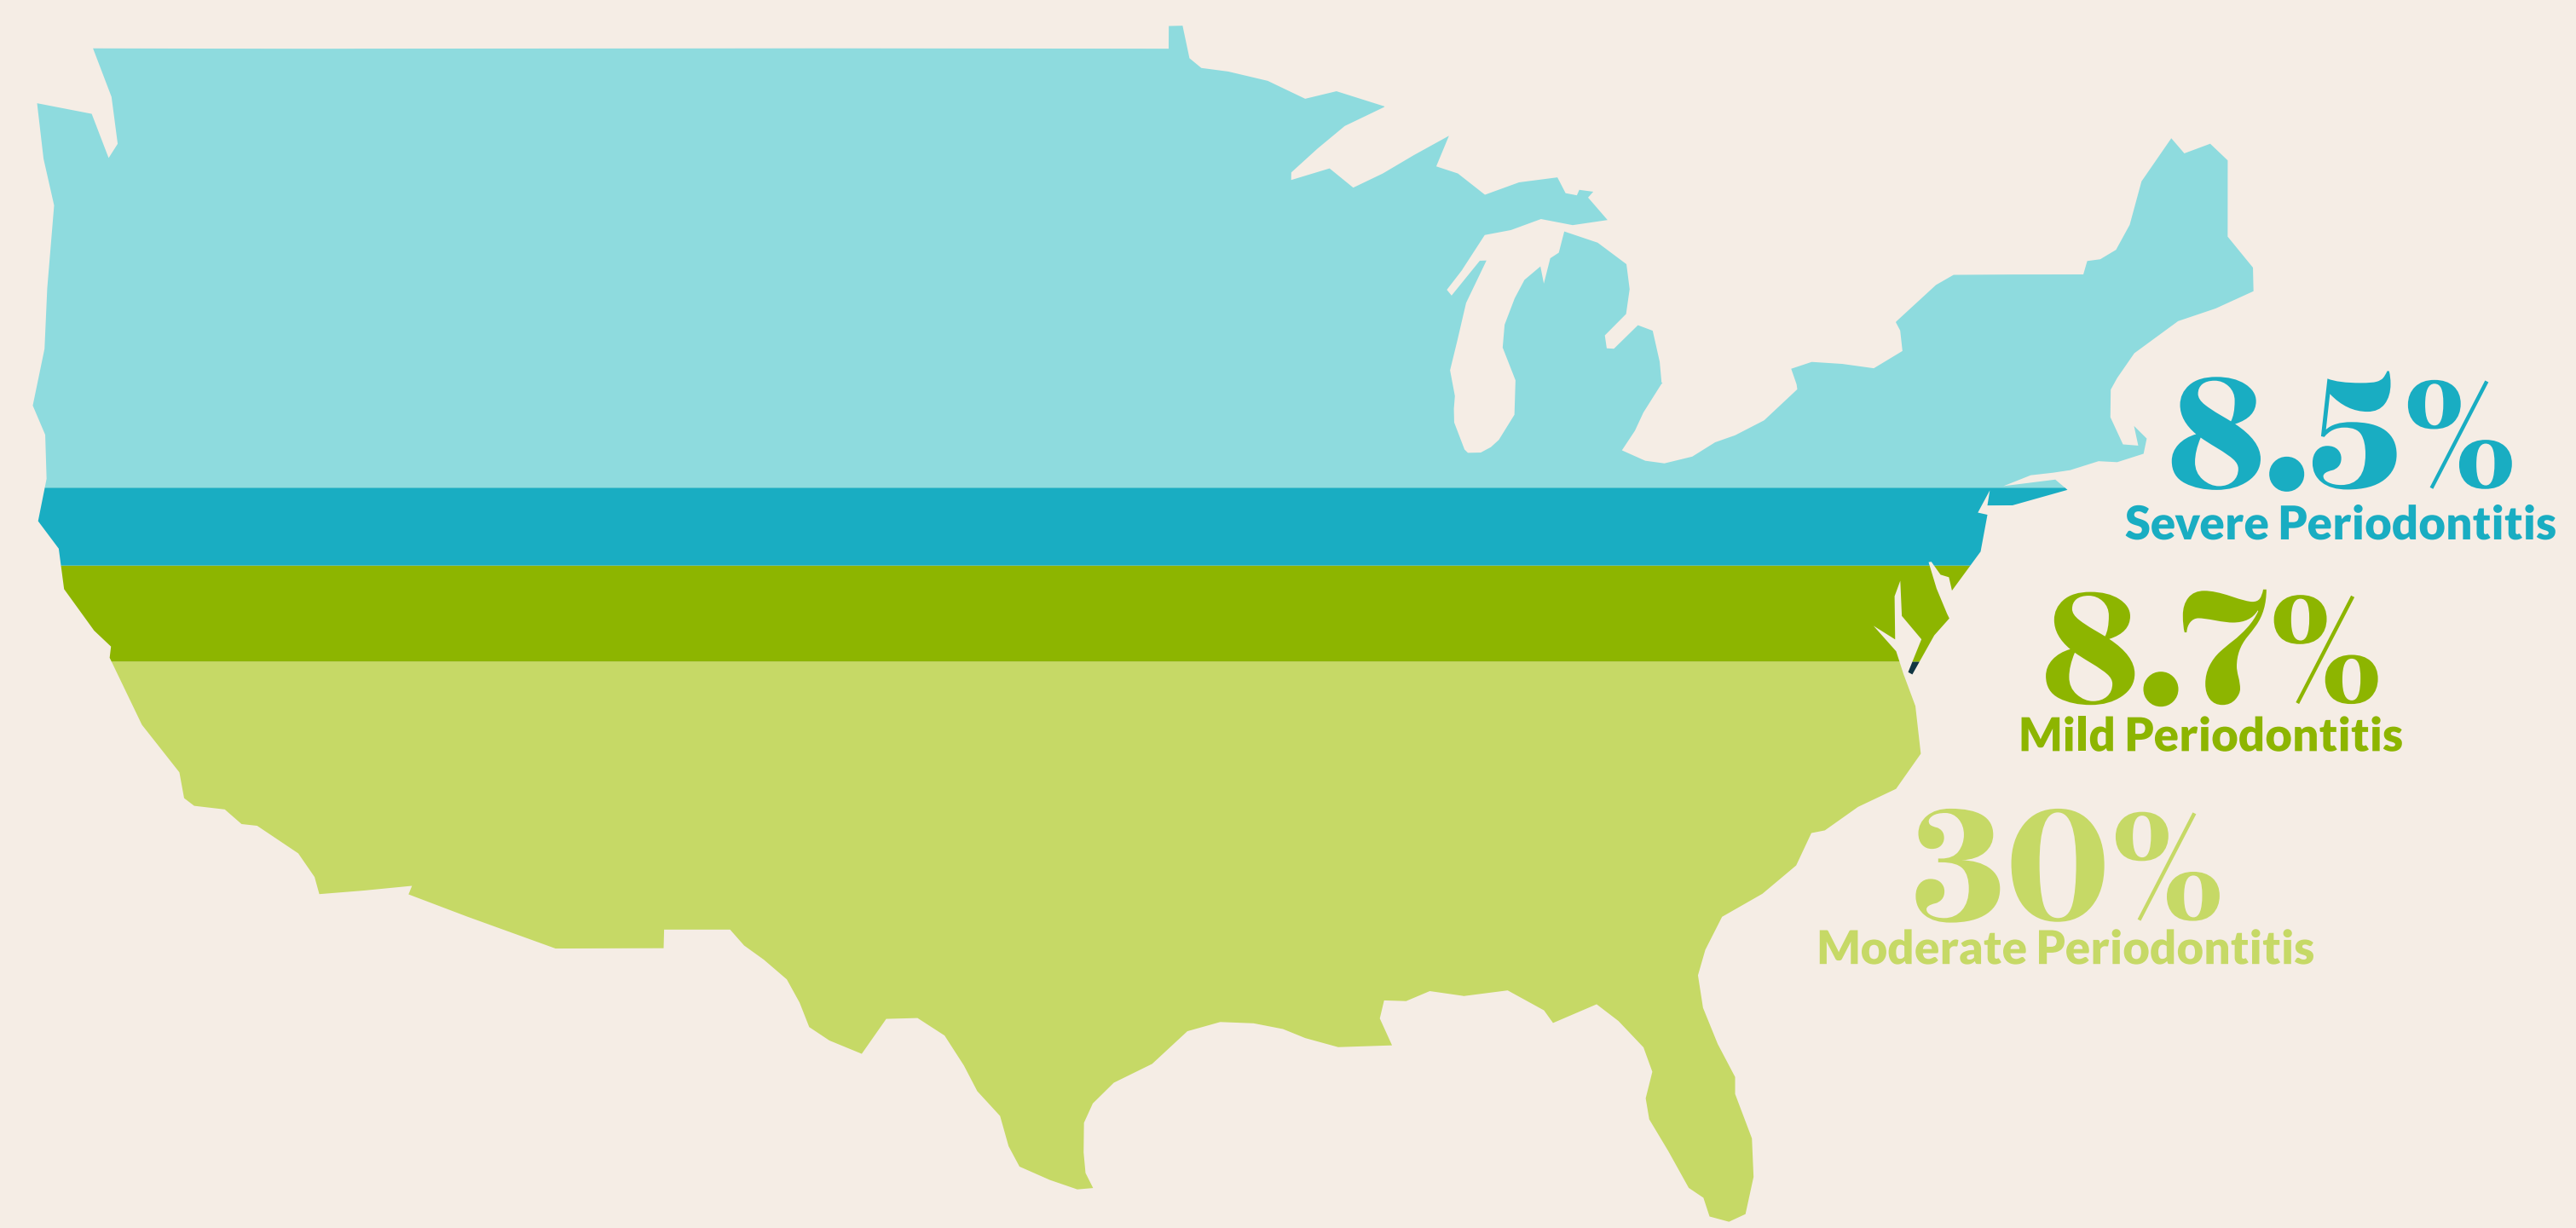 8.5%
Severe Periodontitis
8.7%
Mild Periodontitis
30%
Moderate Periodontitis